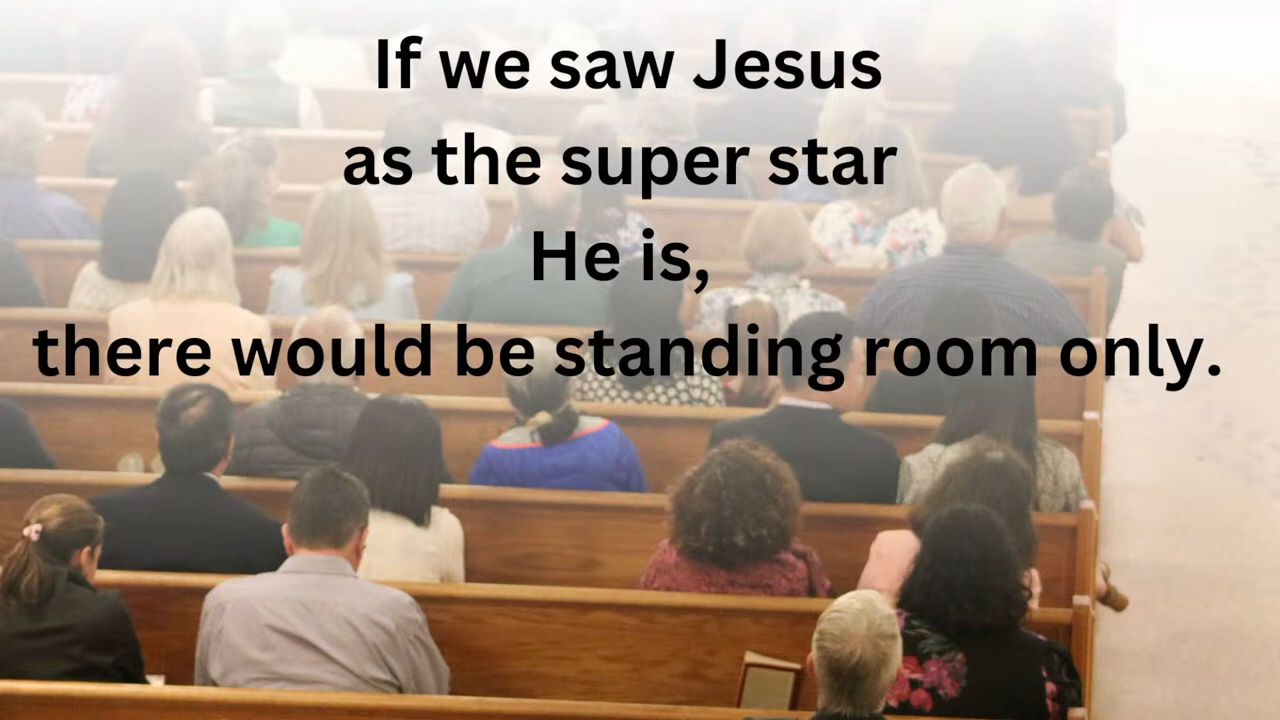 If we saw Jesus
as the super star
He is,
there would be standing room only.